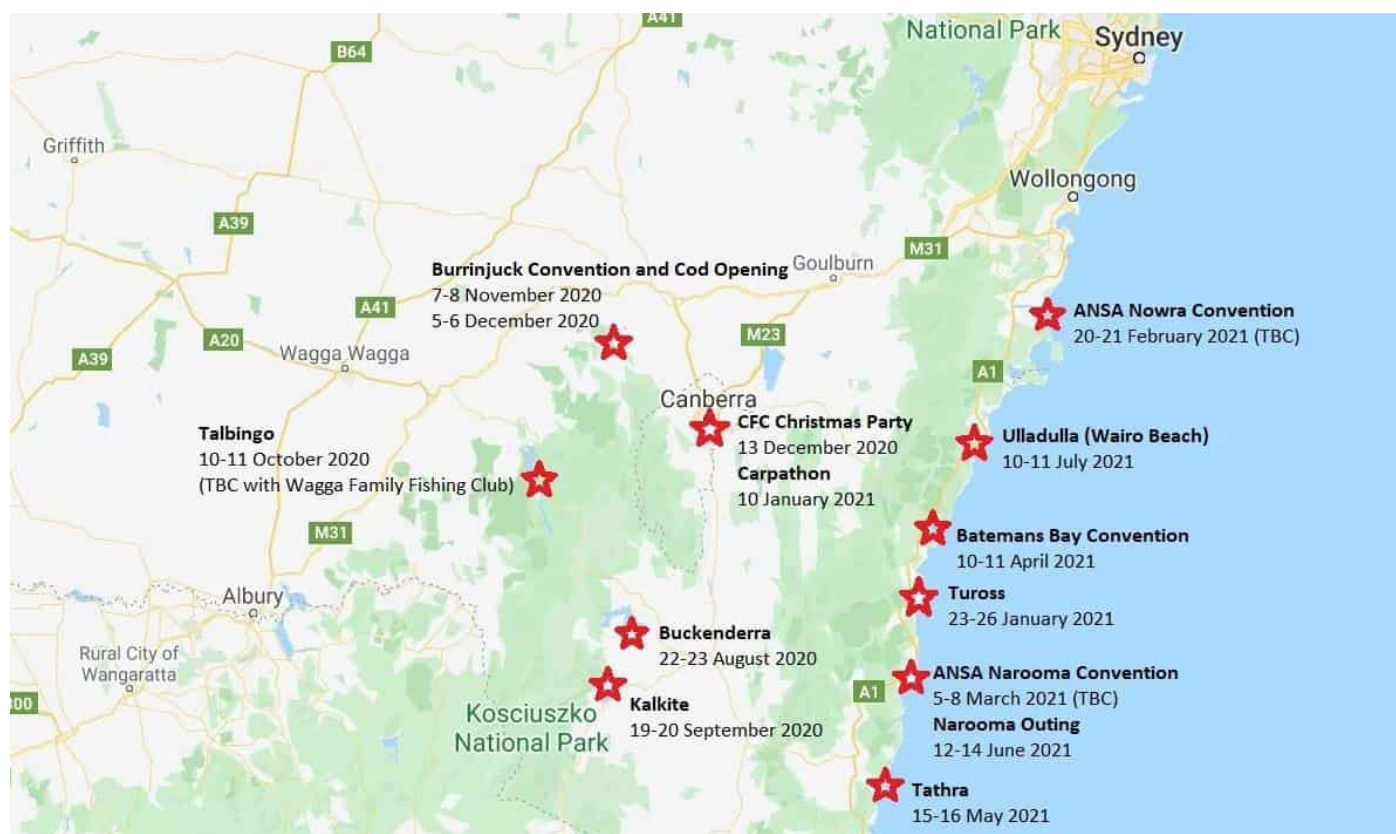 A41
National Park
Sydney
B64
Griffith
Wollongong
A39
M31
Burrinjuck Convention and Cod Opening
7-8 November 2020
5-6 December 2020
Goulburn
A41
ANSA Nowra Convention
20-21 February 2021 (TBC)
A20
M23
Wagga Wagga
A39
A1
Canberra
CFC Christmas Party
13 December 2020
Carpathon
10 January 2021
Talbingo
10-11 October 2020
(TBC with Wagga Family Fishing Club)
Ulladulla (Wairo Beach)
10-11 July 2021
M31
Batemans Bay Convention
10-11 April 2021
Albury
Tuross
23-26 January 2021
Buckenderra
22-23 August 2020
Rural City of
Wangaratta
ANSA Narooma Convention
5-8 March 2021 (TBC)
Narooma Outing
12-14 June 2021
A1
00
Kalkite
19-20 September 2020
Kosciuszko
National Park
Tathra
15-16 May 2021